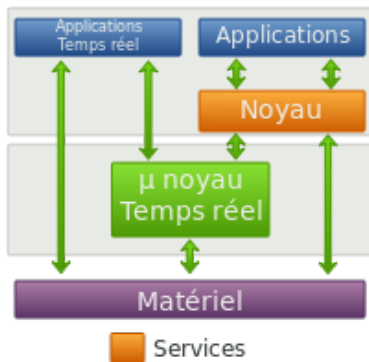 Applications
Temps réel
Applications
Noyau
µ noyau
Temps réel
Matériel
Services